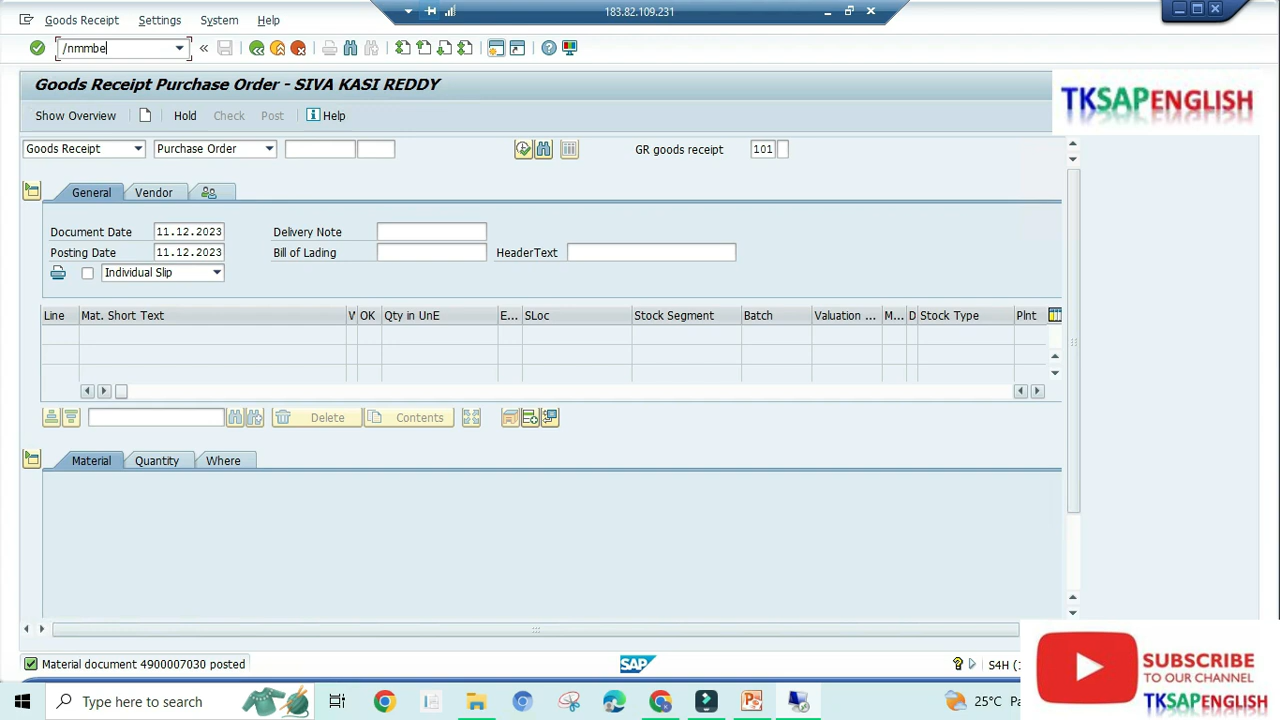 Goods Receipt Settings System Help
183.82.109.231
/nmmbe
Goods Receipt Purchase Order - SIVA KASI REDDY
TKSAPENGLISH
Show Overview Hold Check Post Help
Goods Receipt Purchase Order GR goods receipt 101
General Vendor
Document Date 11.12.2023 Delivery Note
Posting Date 11.12.2023 Bill of Lading HeaderText
Individual Slip
Line Mat. Short Text V OK Qty in UnE E... SLoc Stock Segment Batch Valuation ... M... D Stock Type Plnt
Delete Contents
Material Quantity Where
Material document 4900007030 posted
SAP
S4H (
SUBSCRIBE
TO OUR CHANNEL
TKSAPENGLISH
Type here to search
25°C Pa